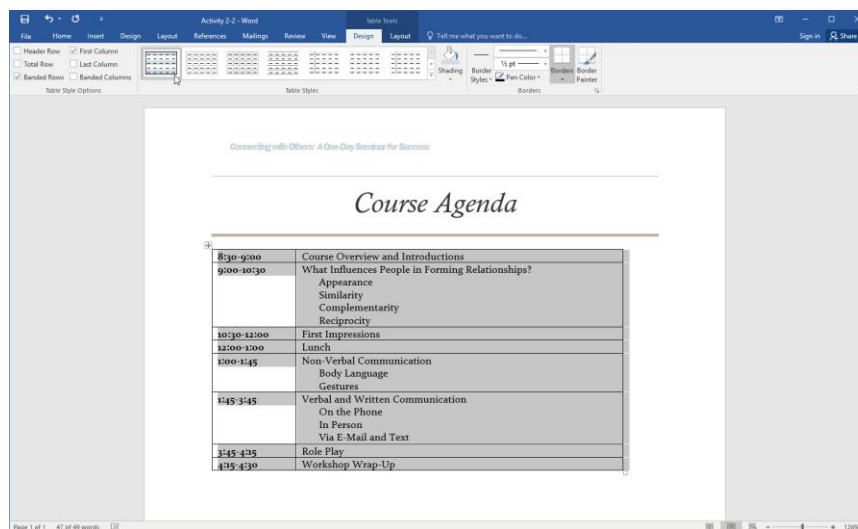 Activity 2-2 - Word
Table Tools
File Home Insert Design Layout References Mailings Review View Design Layout Tell me what you want to do... Sign in Share
Header Row First Column
Total Row Last Column
Banded Rows Banded Columns
Table Style Options
Table Styles
Shading
Border Styles
½ pt
Pen Color
Borders
Border Painter
Borders
Connecting with Others: A One-Day Seminar for Success
Course Agenda
8:30-9:00 Course Overview and Introductions
9:00-10:30 What Influences People in Forming Relationships?
Appearance
Similarity
Complementarity
Reciprocity
10:30-12:00 First Impressions
12:00-1:00 Lunch
1:00-1:45 Non-Verbal Communication
Body Language
Gestures
1:45-3:45 Verbal and Written Communication
On the Phone
In Person
Via E-Mail and Text
3:45-4:15 Role Play
4:15-4:30 Workshop Wrap-Up
Page 1 of 1 47 of 49 words 126%